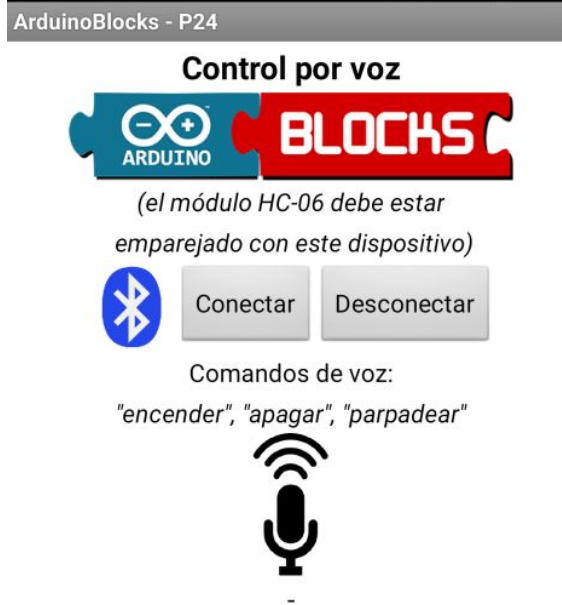 ArduinoBlocks - P24
Control por voz
ARDUINO BLOCKS
(el módulo HC-06 debe estar
emparejado con este dispositivo)
Conectar Desconectar
Comandos de voz:
"encender", "apagar", "parpadear"
-